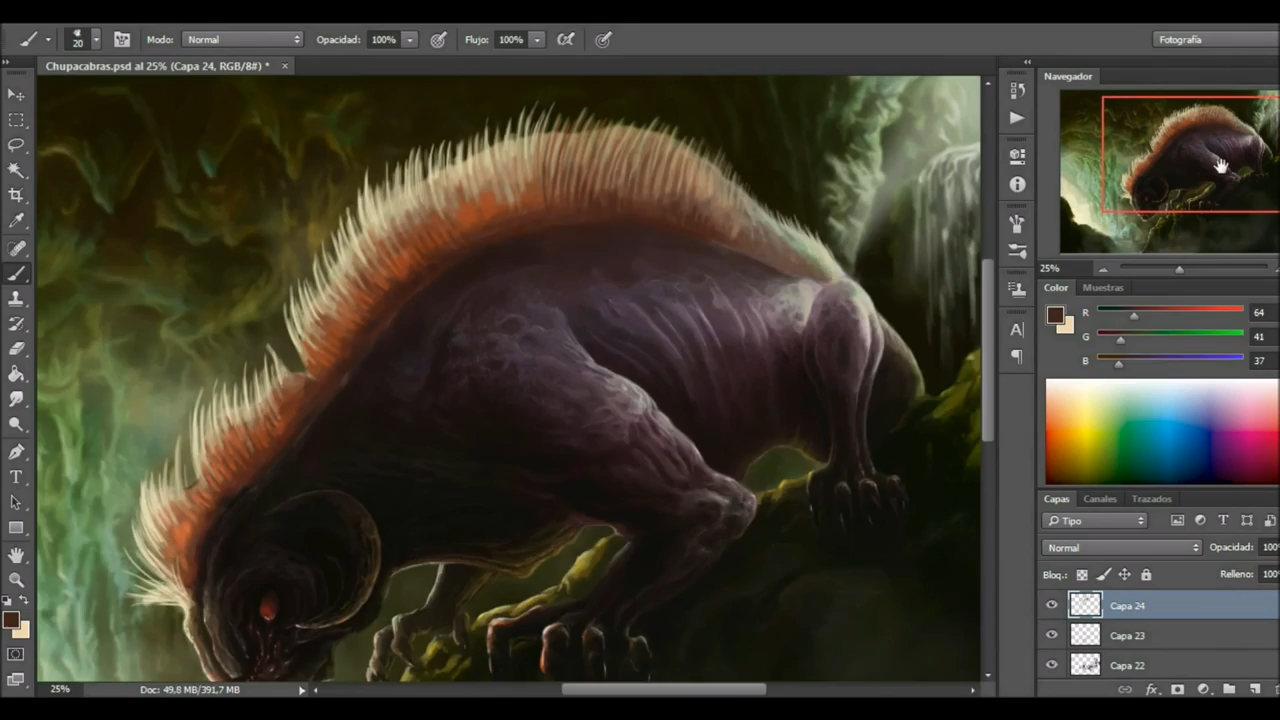 20 Modo: Normal Opacidad: 100% Flujo: 100% Fotografía
Chupacabras.psd al 25% (Capa 24, RGB/8#) * ×
Navegador
25%
Color Muestras
R 64
G 41
B 37
Capas Canales Trazados
Tipo
Normal Opacidad: 100
Bloq.: Relleno: 100
Capa 24
Capa 23
Capa 22
fx
25% Doc: 49,8 MB/391,7 MB